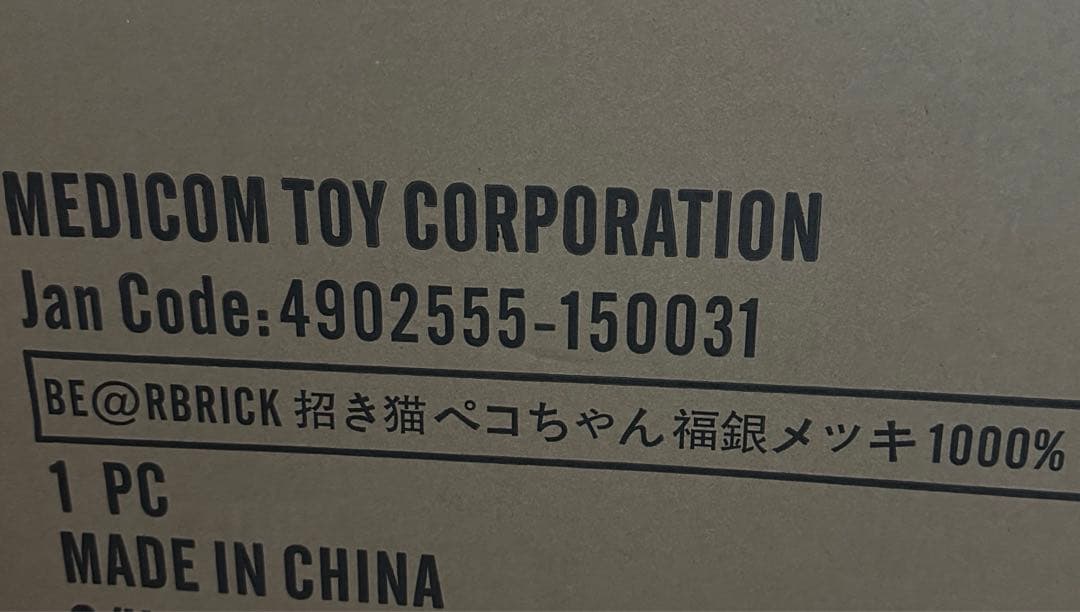 MEDICOM TOY CORPORATION
Jan Code:4902555-150031
BE@RBRICK 招き猫ペコちゃん 福銀メッキ1000%
1 PC
MADE IN CHINA